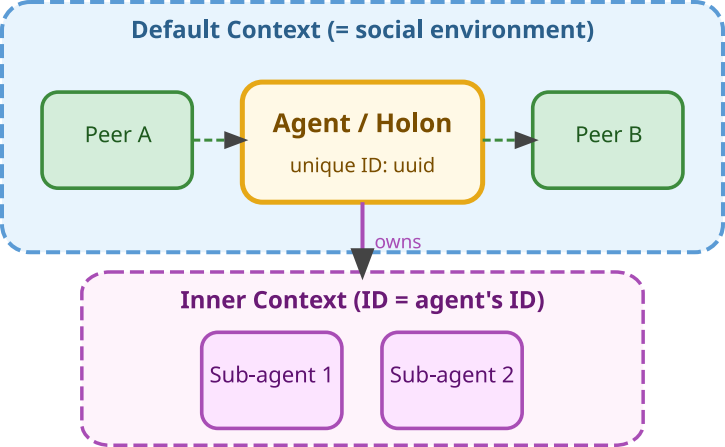 Default Context (= social environment)
Peer A
Agent / Holon
unique ID: uuid
Peer B
owns
Inner Context (ID = agent's ID)
Sub-agent 1
Sub-agent 2